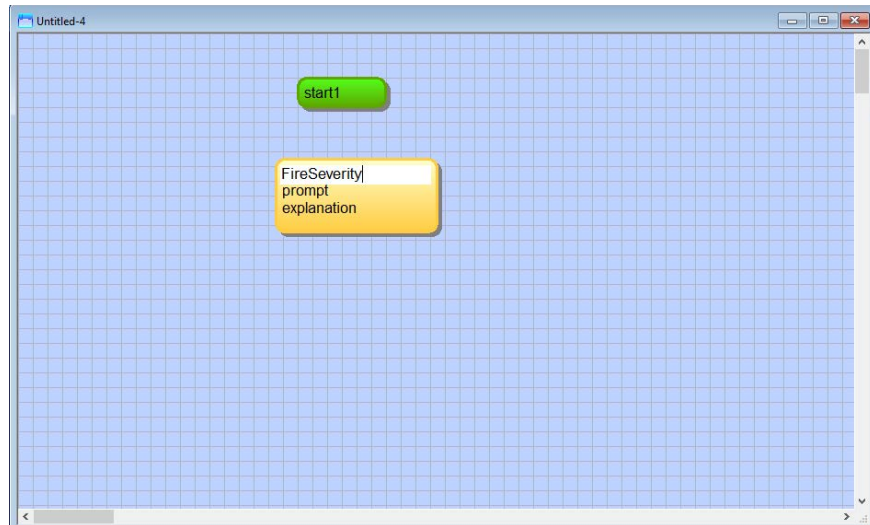 Untitled-4
start1
FireSeverity
prompt
explanation